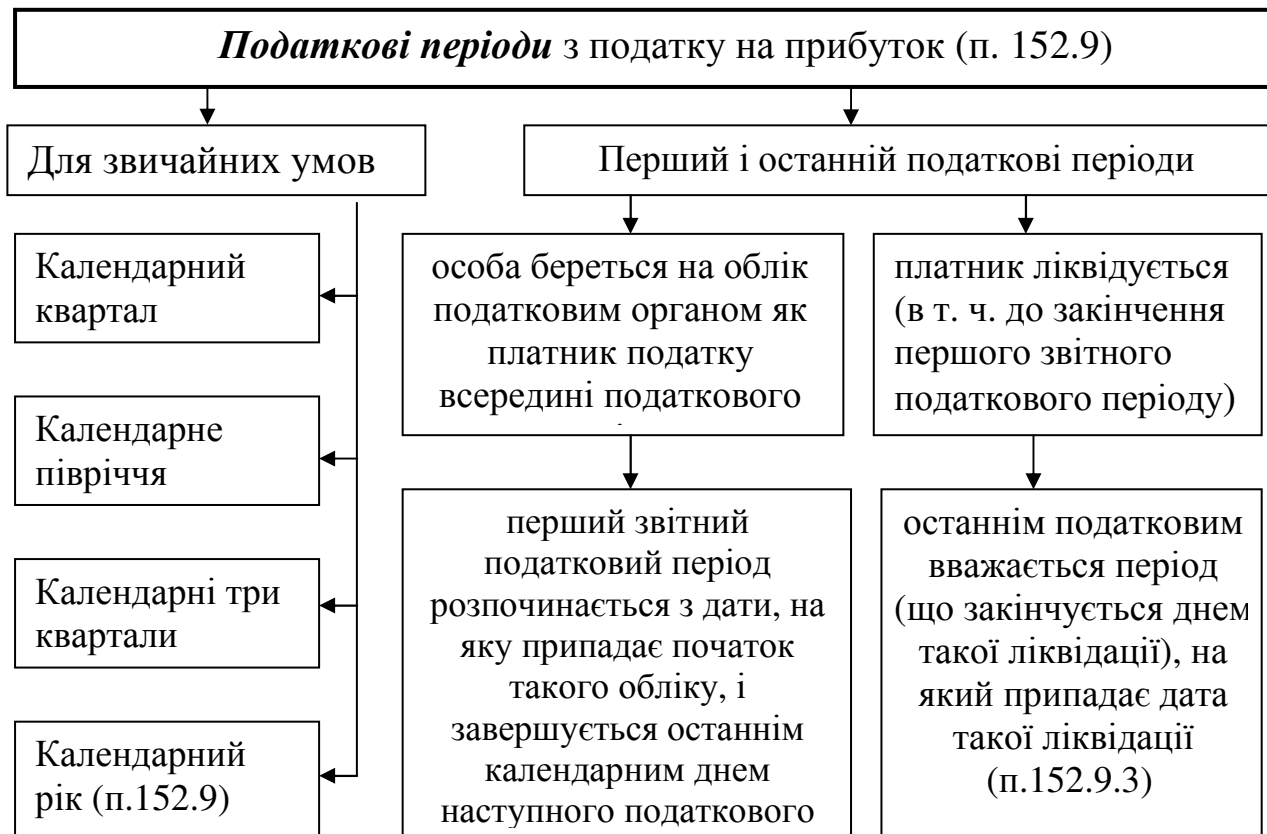 Податкові періоди з податку на прибуток (п. 152.9)
Для звичайних умов
Перший і останній податкові періоди
Календарний
квартал
Календарне
півріччя
Календарні три
квартали
Календарний
рік (п.152.9)
особа береться на облік
податковим органом як
платник податку
всередині податкового
перший звітний
податковий період
розпочинається з дати, на
яку припадає початок
такого обліку, і
завершується останнім
календарним днем
наступного податкового
платник ліквідується
(в т. ч. до закінчення
першого звітного
податкового періоду)
останнім податковим
вважається період
(що закінчується днем
такої ліквідації), на
який припадає дата
такої ліквідації
(п.152.9.3)